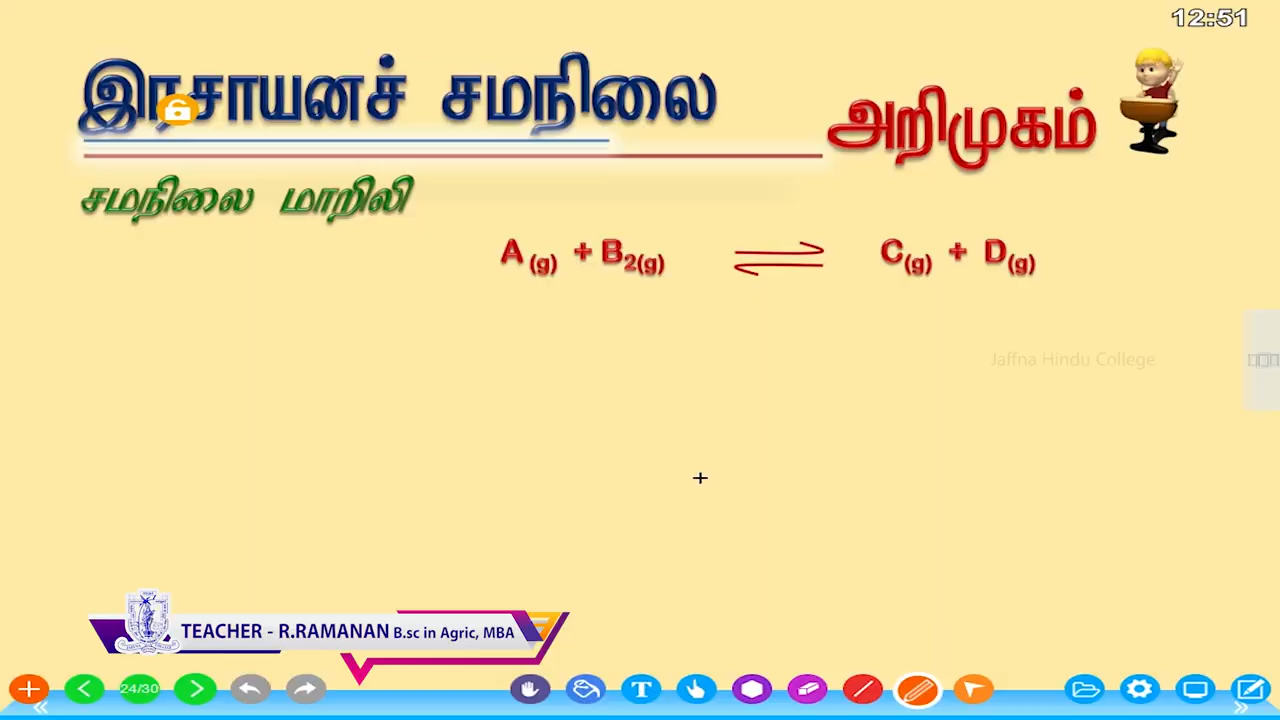 12:51
இரசாயனச் சமநிலை
அறிமுகம்
சமநிலை மாறிலி
A (g) + B2(g) ⇌ C(g) + D(g)
Jaffna Hindu College
TEACHER - R.RAMANAN B.sc in Agric, MBA
24/30